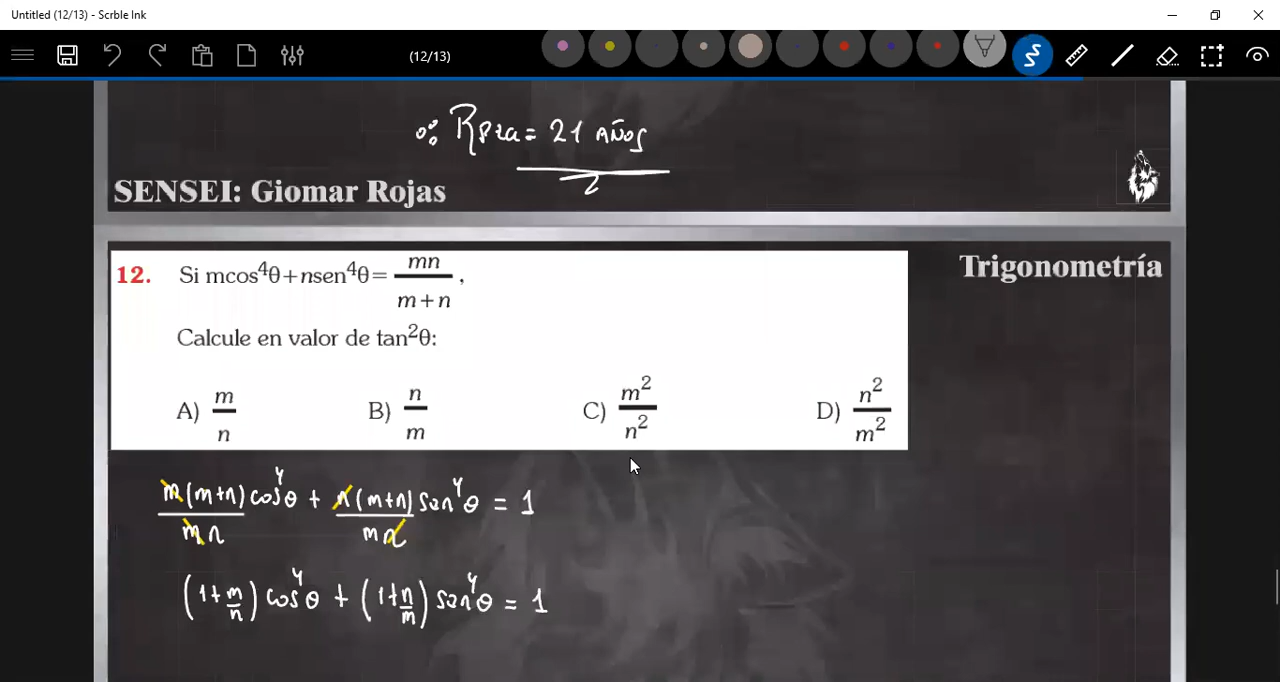 Untitled (12/13) - Scrble Ink
(12/13)
∴ Rpta = 21 AÑOS
SENSEI: Giomar Rojas
12. Si mcos⁴θ+nsen⁴θ= mn/(m+n) ,
Trigonometría
Calcule en valor de tan²θ:
A) m/n B) n/m C) m²/n² D) n²/m²
m(m+n)/mn cos⁴θ + n(m+n)/mn sen⁴θ = 1
(1+m/n) cos⁴θ + (1+n/m) sen⁴θ = 1